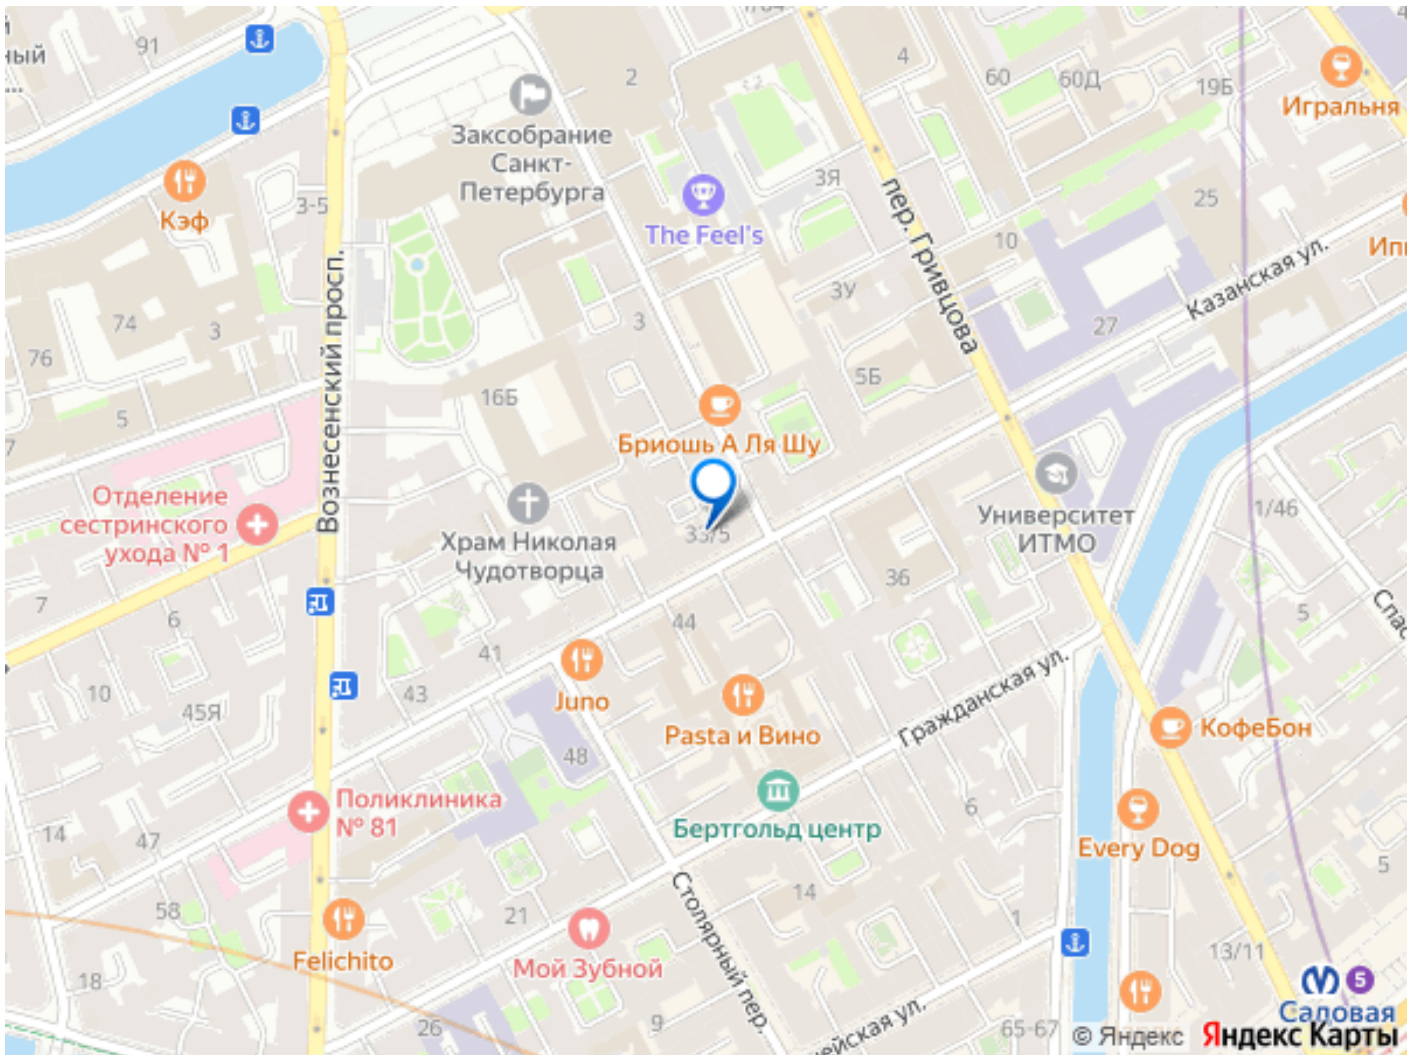 91
ный
...
2
4
60
60Д
19Б
Игральня
Заксобрание
Санкт-
Петербурга
3Я
The Feel's
пер. Гривцова
25
Кэф
3-5
10
Казанская ул.
Вознесенский просп.
3У
3
74
3
76
27
5Б
16Б
5
Бриошь А Ля Шу
Отделение
сестринского
ухода № 1
Университет
ИТМО
1/46
33/5
Храм Николая
Чудотворца
36
7
6
44
5
41
Juno
43
10
45Я
Pasta и Вино
Гражданская ул.
КофеБон
48
Поликлиника
№ 81
Бертгольд центр
6
14
47
Every Dog
5
14
58
21
1
Столярный пер.
Felichito
Мой Зубной
13/11
18
5
Садовая
26
9
65-67
© Яндекс
Яндекс Карты